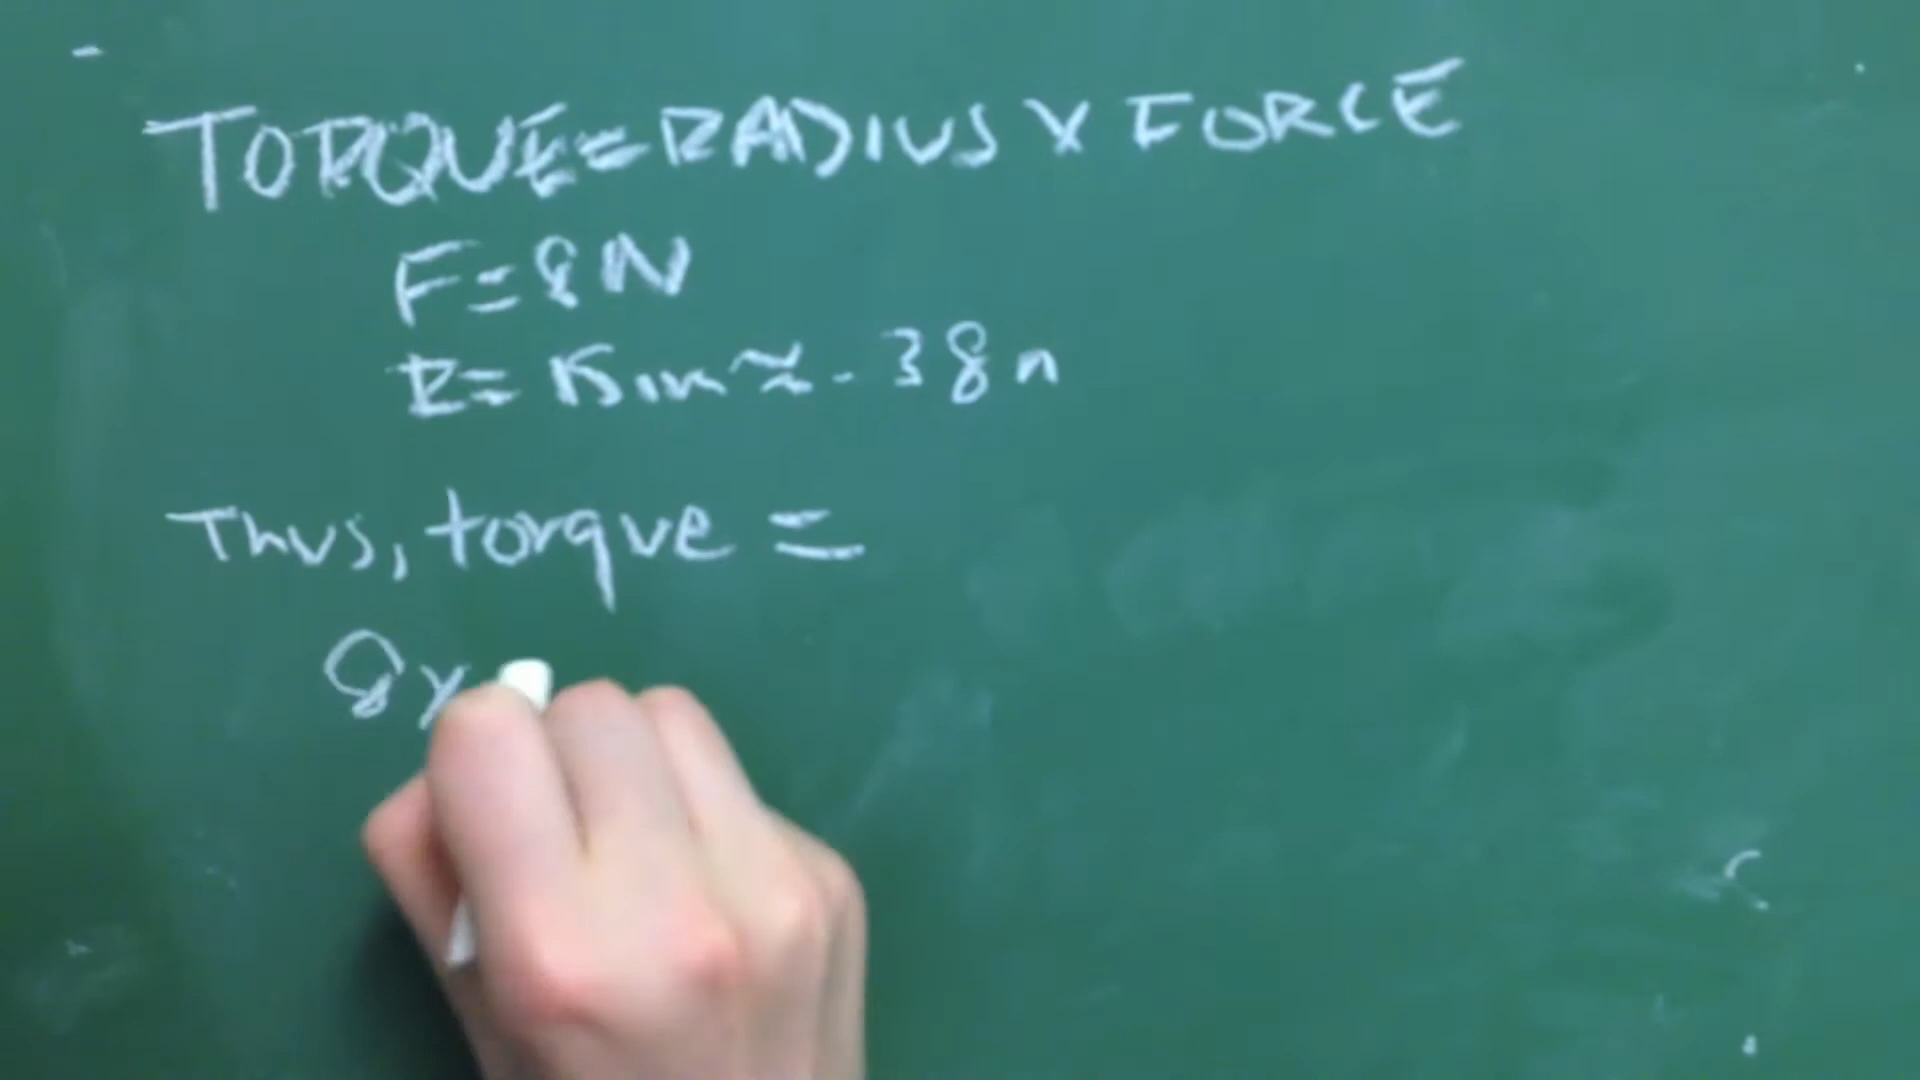 TORQUE=RADIUS X FORCE
F=8N
R=15in≈.38m
Thus, torque =
8x